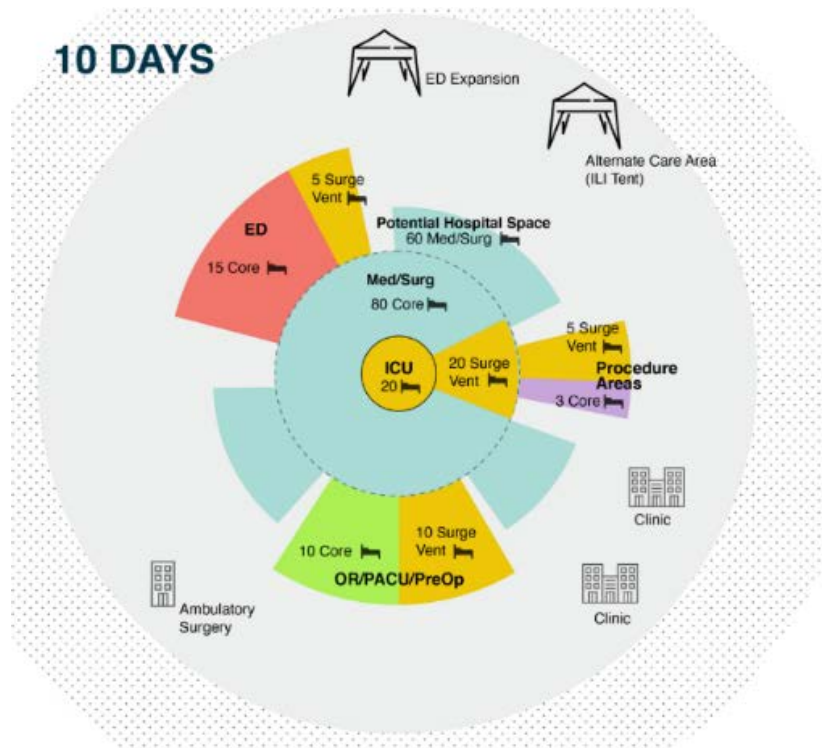 10 DAYS
ED Expansion
Alternate Care Area
(ILI Tent)
5 Surge
Vent
ED
15 Core
Potential Hospital Space
60 Med/Surg
Med/Surg
80 Core
ICU
20
20 Surge
Vent
5 Surge
Vent
Procedure
Areas
3 Core
Clinic
10 Core
10 Surge
Vent
OR/PACU/PreOp
Ambulatory
Surgery
Clinic